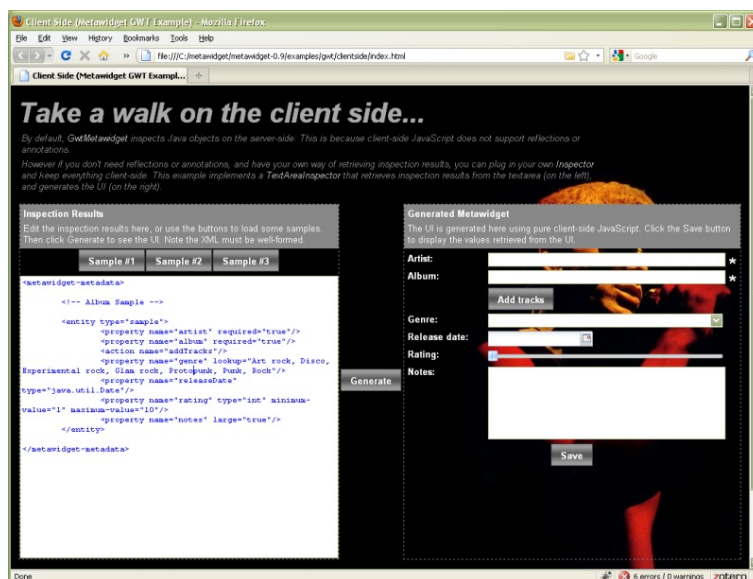 Client Side (Metawidget GWT Example) - Mozilla Firefox
File Edit View History Bookmarks Tools Help
file:///C:/metawidget/metawidget-0.9/examples/gwt/clientside/index.html
Google
Client Side (Metawidget GWT Exampl...
Take a walk on the client side...
By default, GwtMetawidget inspects Java objects on the server-side. This is because client-side JavaScript does not support reflections or
annotations.
However if you don't need reflections or annotations, and have your own way of retrieving inspection results, you can plug in your own Inspector
and keep everything client-side. This example implements a TextAreaInspector that retrieves inspection results from the textarea (on the left),
and generates the UI (on the right).
Inspection Results
Edit the inspection results here, or use the buttons to load some samples.
Then click Generate to see the UI. Note the XML must be well-formed.
Sample #1 Sample #2 Sample #3
<metawidget-metadata>
<!-- Album Sample -->
<entity type="sample">
<property name="artist" required="true"/>
<property name="album" required="true"/>
<action name="addTracks"/>
<property name="genre" lookup="Art rock, Disco,
Experimental rock, Glam rock, Protopunk, Punk, Rock"/>
<property name="releaseDate"
type="java.util.Date"/>
<property name="rating" type="int" minimum-
value="1" maximum-value="10"/>
<property name="notes" large="true"/>
</entity>
</metawidget-metadata>
Generate
Generated Metawidget
The UI is generated here using pure client-side JavaScript. Click the Save button
to display the values retrieved from the UI.
Artist: *
Album: *
Add tracks
Genre:
Release date:
Rating:
Notes:
Save
Done
6 errors / 0 warnings zotero